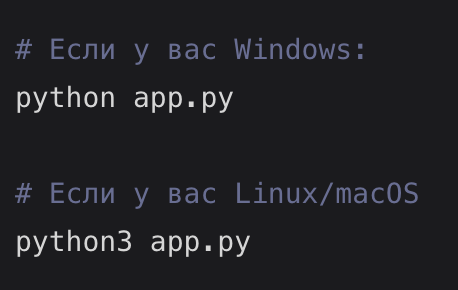 # Если у вас Windows:
python app.py
# Если у вас Linux/macOS
python3 app.py